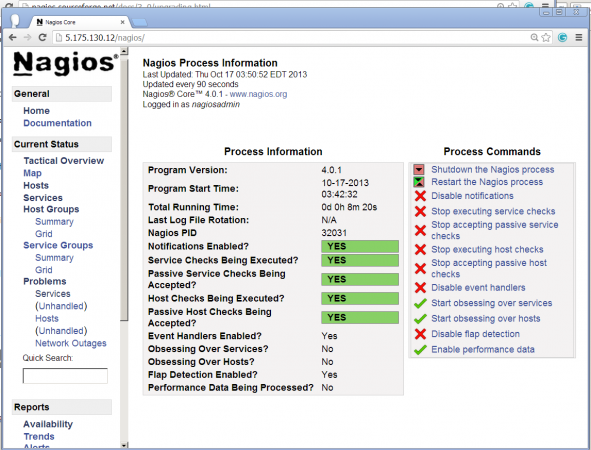 nagios.sourceforge.net/docs/3_0/upgrading.html
Nagios Core
5.175.130.12/nagios/
Nagios®
General
Home
Documentation
Current Status
Tactical Overview
Map
Hosts
Services
Host Groups
Summary
Grid
Service Groups
Summary
Grid
Problems
Services
(Unhandled)
Hosts
(Unhandled)
Network Outages
Quick Search:
Reports
Availability
Trends
Alerts
Nagios Process Information
Last Updated: Thu Oct 17 03:50:52 EDT 2013
Updated every 90 seconds
Nagios® Core™ 4.0.1 - www.nagios.org
Logged in as nagiosadmin
Process Information
Program Version: 4.0.1
Program Start Time: 10-17-2013 03:42:32
Total Running Time: 0d 0h 8m 20s
Last Log File Rotation: N/A
Nagios PID 32031
Notifications Enabled? YES
Service Checks Being Executed? YES
Passive Service Checks Being Accepted? YES
Host Checks Being Executed? YES
Passive Host Checks Being Accepted? YES
Event Handlers Enabled? Yes
Obsessing Over Services? No
Obsessing Over Hosts? No
Flap Detection Enabled? Yes
Performance Data Being Processed? No
Process Commands
Shutdown the Nagios process
Restart the Nagios process
Disable notifications
Stop executing service checks
Stop accepting passive service
checks
Stop executing host checks
Stop accepting passive host
checks
Disable event handlers
Start obsessing over services
Start obsessing over hosts
Disable flap detection
Enable performance data